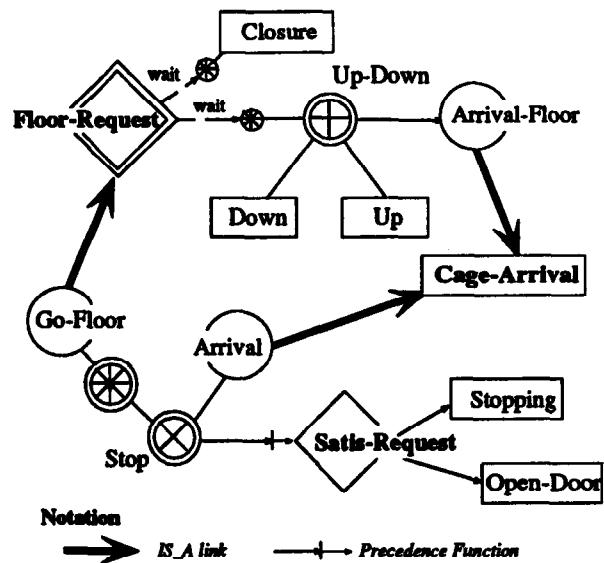 Closure
wait
Up-Down
wait
Floor-Request
Arrival-Floor
Down
Up
Cage-Arrival
Go-Floor
Arrival
Stopping
Stop
Satis-Request
Open-Door
Notation
IS_A link
Precedence Function